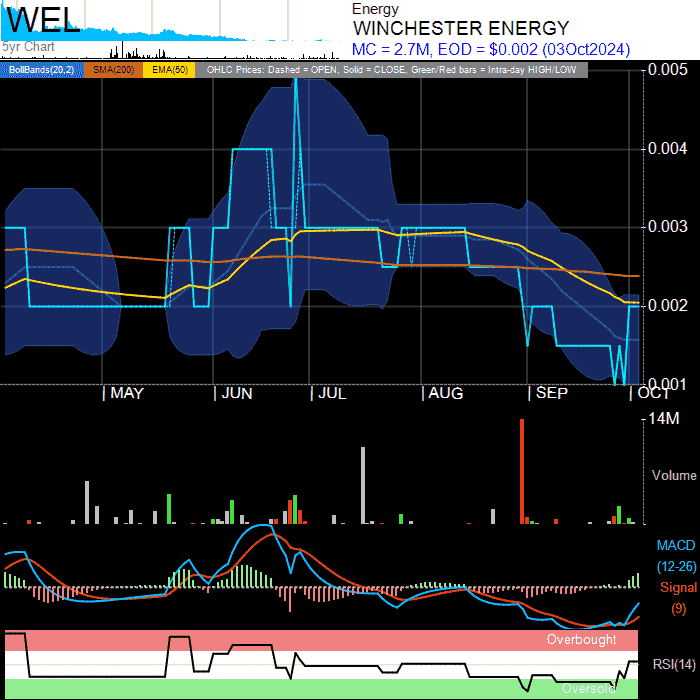 WEL
5yr Chart
Energy
WINCHESTER ENERGY
MC = 2.7M, EOD = $0.002 (03Oct2024)
BollBands(20,2) SMA(200) EMA(50) OHLC Prices: Dashed = OPEN, Solid = CLOSE, Green/Red bars = Intra-day HIGH/LOW
0.005
0.004
0.003
0.002
0.001
MAY JUN JUL AUG SEP OCT
14M
Volume
MACD
(12-26)
Signal
(9)
Overbought
RSI(14)
Oversold